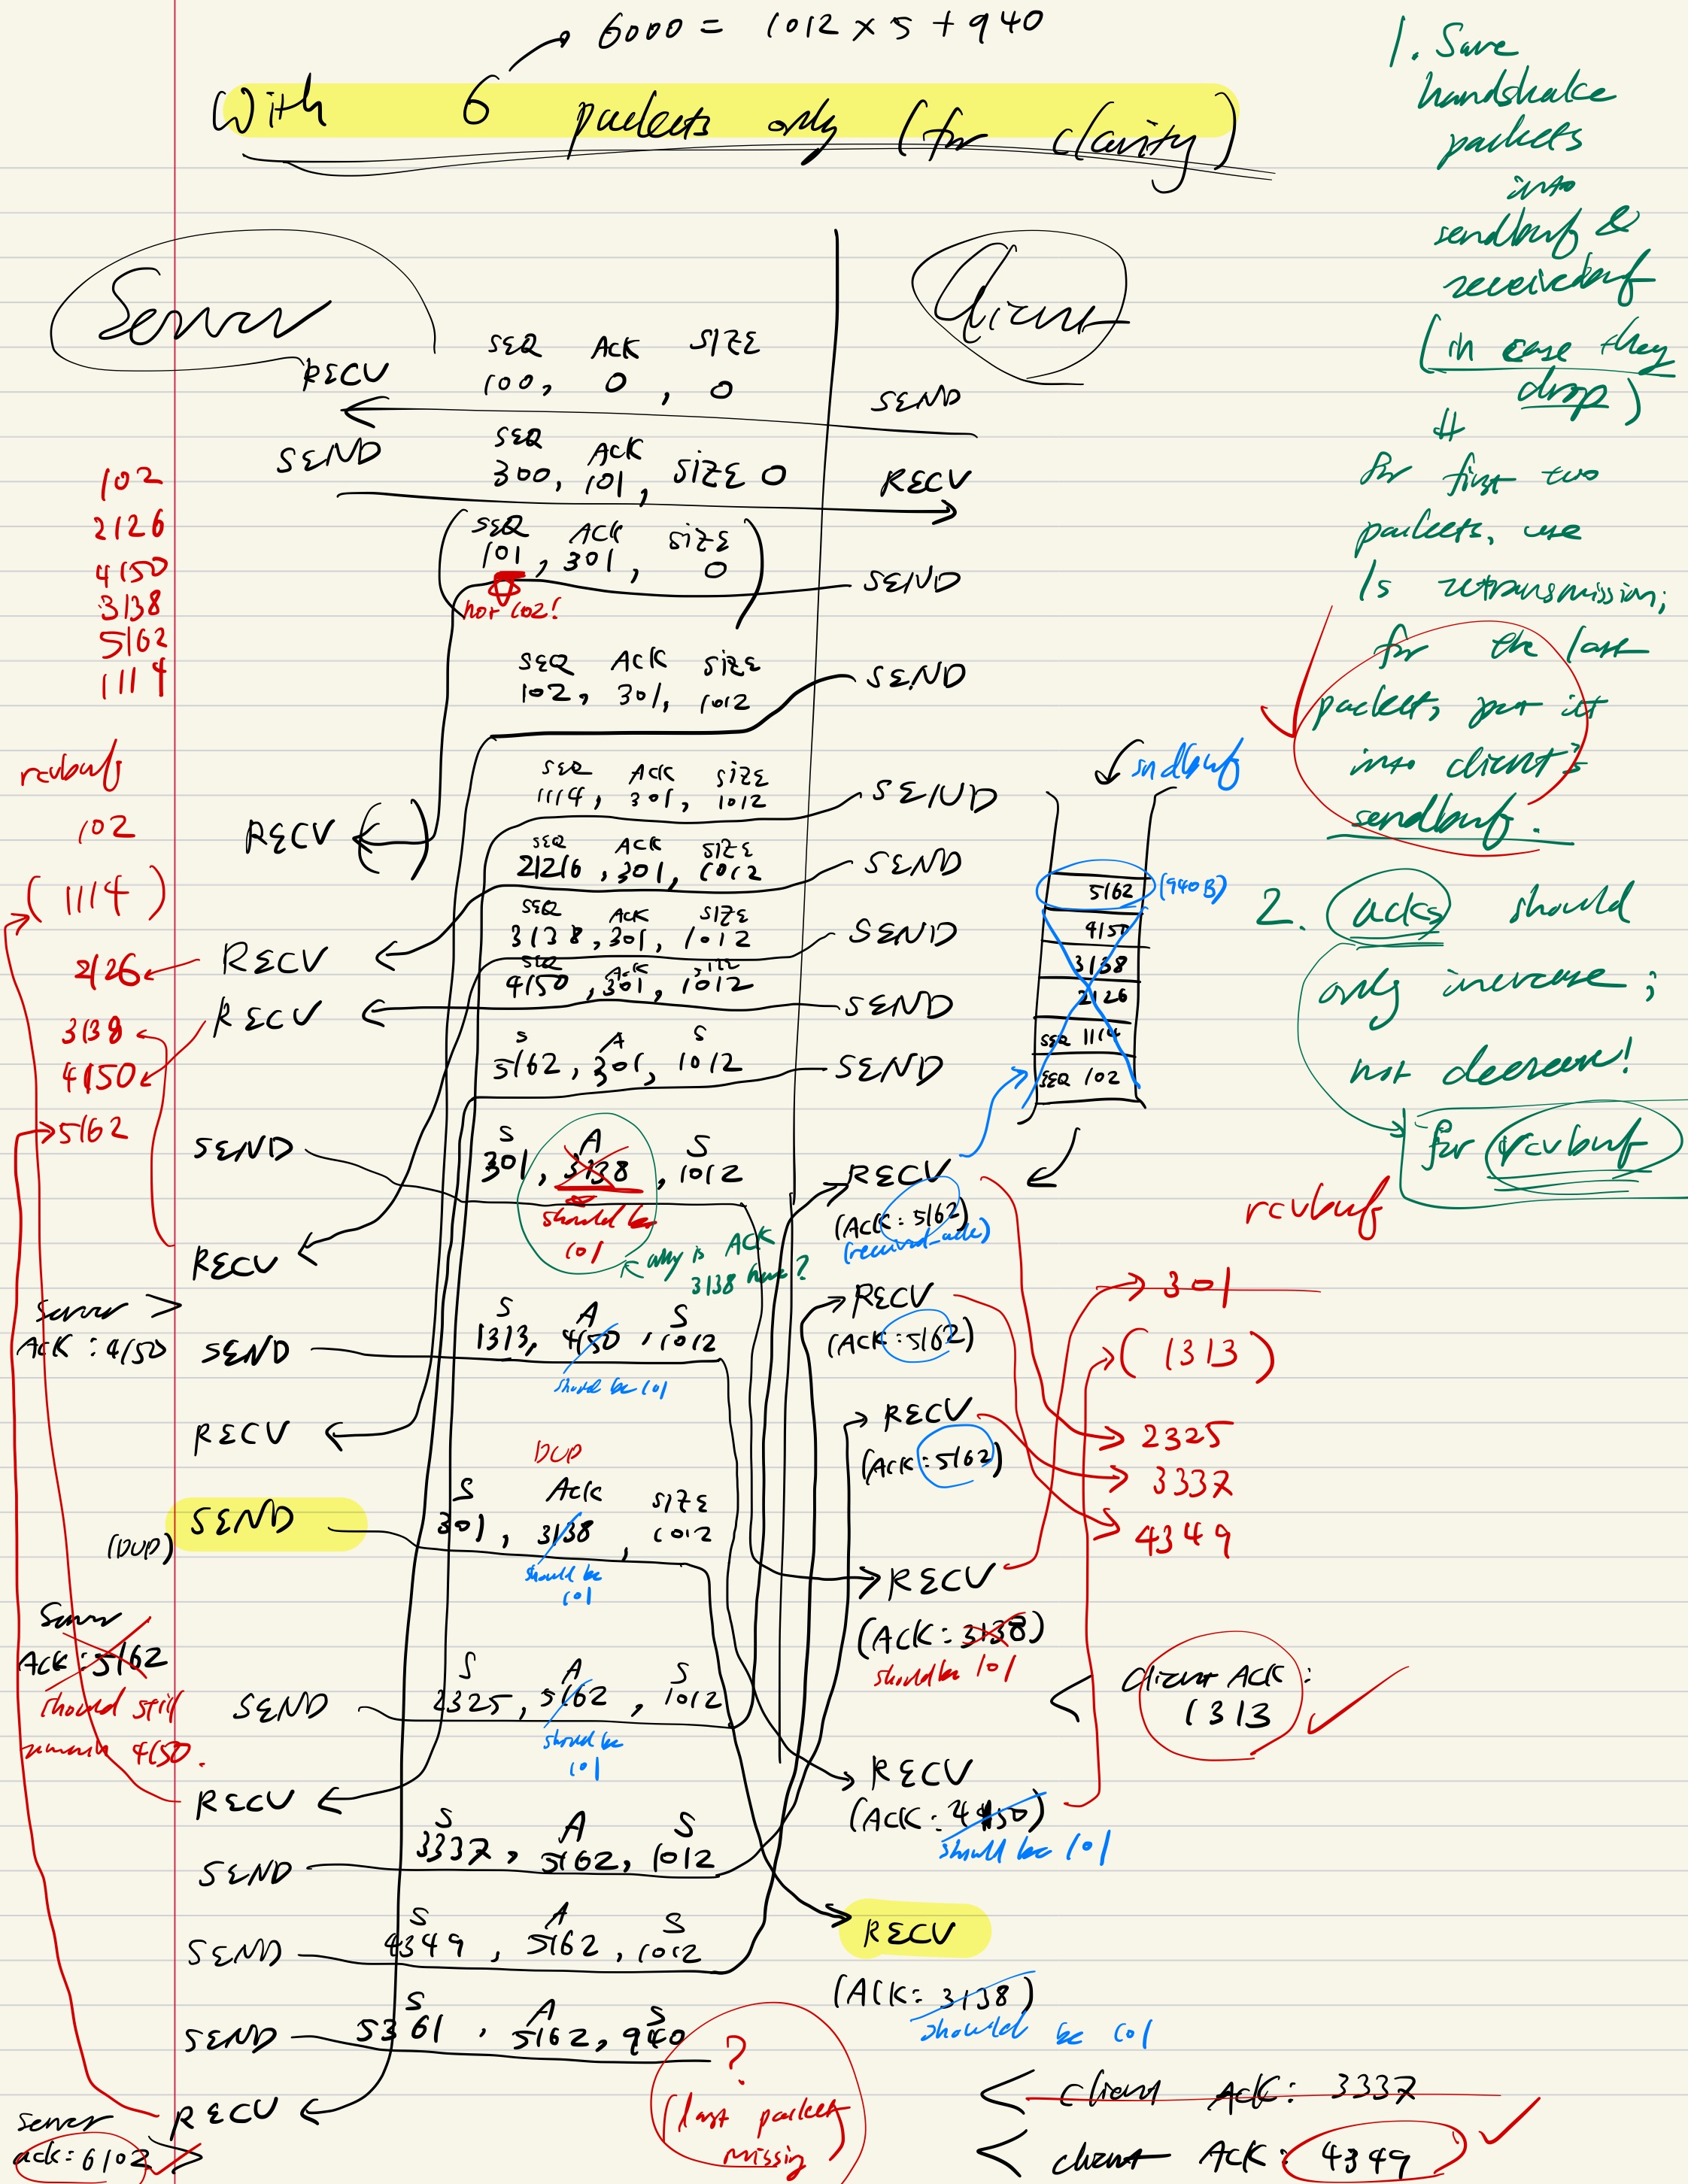 6000 = 1012 x 5 + 940
With 6 packets only (for clarity)
Server
Client
SEQ ACK SIZE
RECV 100, 0, 0
SEND
SEQ ACK
SEND 300, 101, SIZE 0
RECV
SEQ ACK SIZE
(101, 301, 0)
SEND
not 102!
SEQ ACK SIZE
102, 301, 1012
SEND
SEQ ACK SIZE
1114, 301, 1012
SEND
RECV ( )
SEQ ACK SIZE
21216, 301, 1012
SEND
SEQ ACK SIZE
3138, 301, 1012
SEND
RECV
SEQ ACK SIZE
4150, 301, 1012
SEND
RECV
S A S
5162, 301, 1012
SEND
S A S
SEND 301, 3138, 1012
should be
101
why is ACK
3138 here?
RECV
(ACK: 5162)
(received_ack)
RECV
Server >
ACK: 4150
S A S
SEND 1313, 4150, 1012
should be 101
RECV
(ACK: 5162)
RECV
RECV
(ACK: 5162)
DUP
S Ack SIZE
SEND 301, 3138, 1012
(DUP)
should be
101
RECV
(ACK: 3138)
should be 101
Server
Ack: 5162
should still
remain 4150.
S A S
SEND 2325, 5162, 1012
should be
101
< Client ACK:
1313
RECV
RECV
(ACK: 4150)
should be 101
S A S
SEND 3337, 5162, 1012
S A S
SEND 4349, 5162, 1012
RECV
(ACK: 3138)
should be 101
S A S
SEND 5361, 5162, 940
?
(last packet
missing)
RECV
server
ack: 6102 >
< Client ACK: 3337
< client ACK: 4349
102
2126
4150
3138
5162
1114
rcvbuf
102
(1114)
2126
3138
4150
5162
sndbuf
5162 (940B)
4150
3138
2126
SEQ 1114
SEQ 102
rcvbuf
301
(1313)
2325
3337
4349
1. Save
handshake
packets
into
sendbuf &
receivebuf
(in case they
drop)
for first two
packets, use
1s retransmission;
for the last
packet, put it
into client's
sendbuf.
2. acks should
only increase;
not decrease!
for rcvbuf